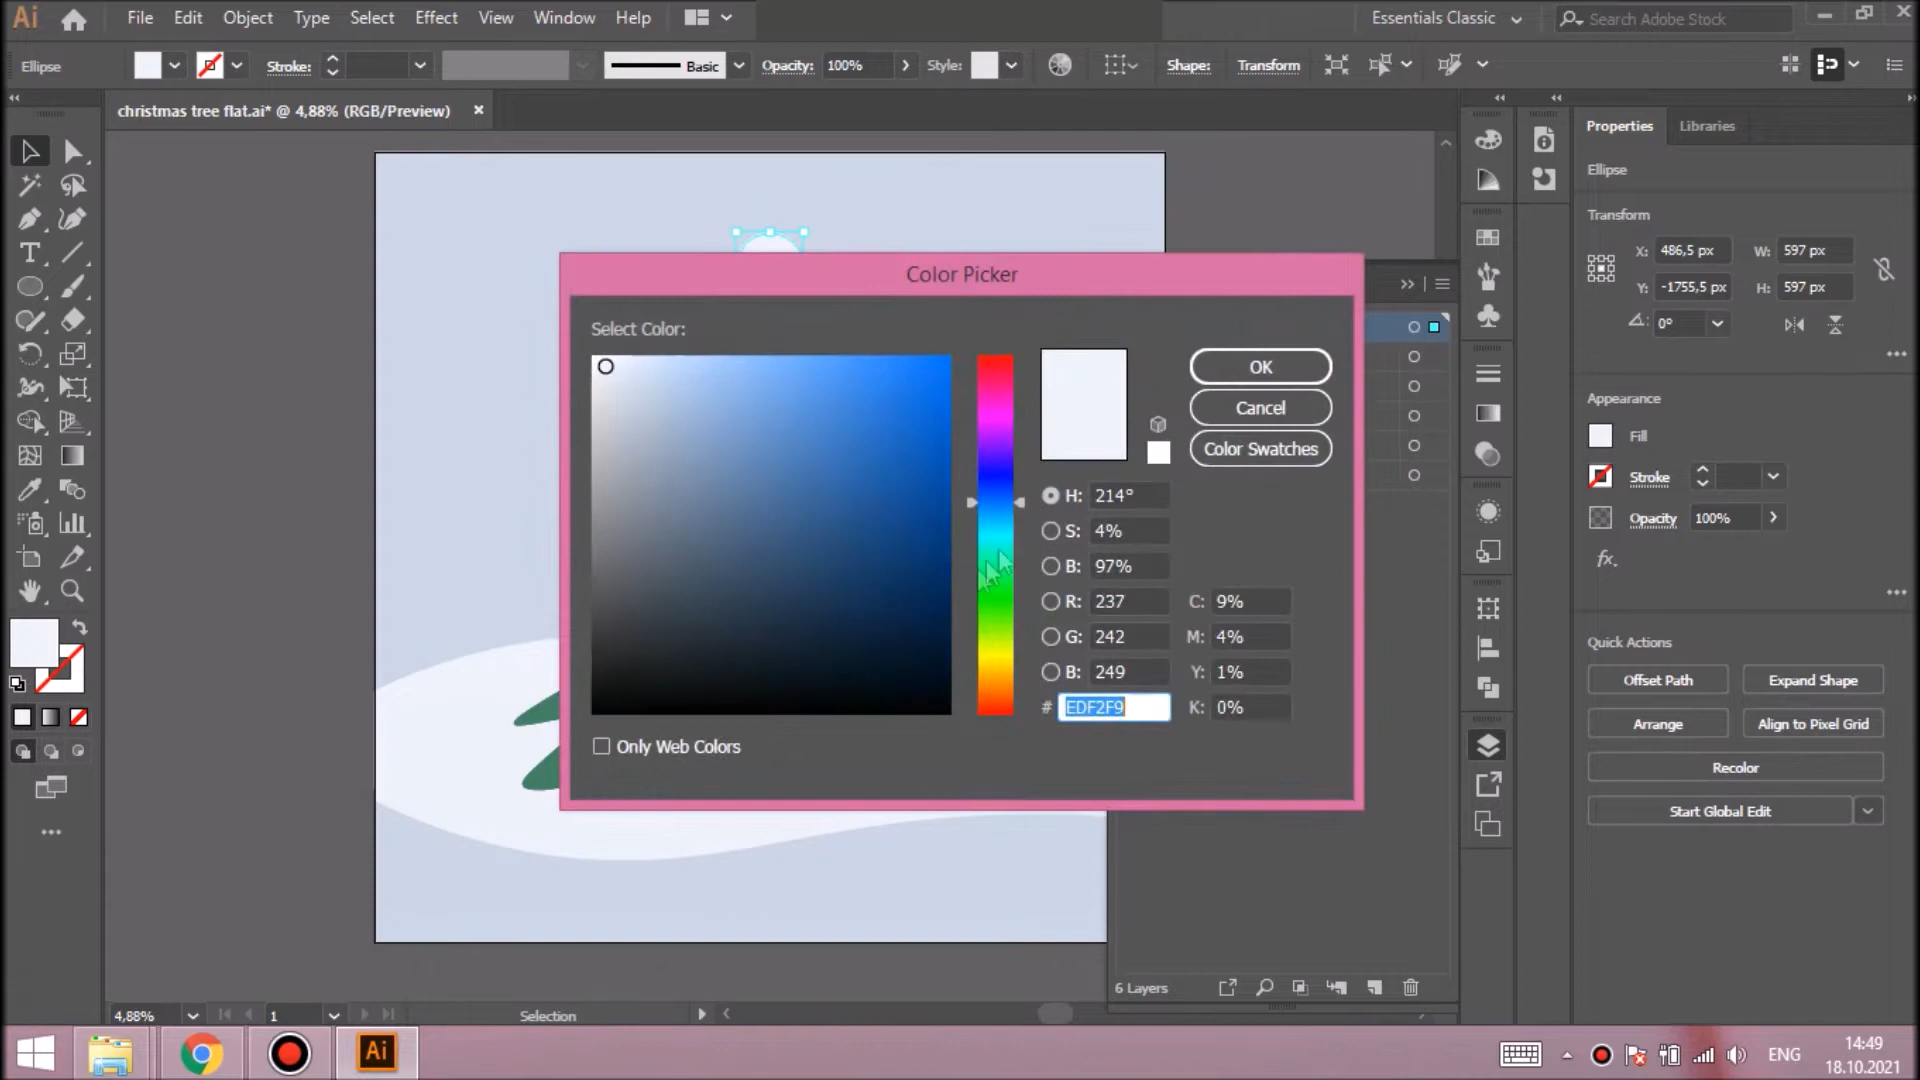 Ai File Edit Object Type Select Effect View Window Help Essentials Classic Search Adobe Stock
Ellipse Stroke: Basic Opacity: 100% Style: Shape: Transform
christmas tree flat.ai* @ 4,88% (RGB/Preview) ×
Properties Libraries
Ellipse
Transform
X: 486,5 px W: 597 px
Y: -1755,5 px H: 597 px
0°
Appearance
Fill
Stroke
Opacity 100%
fx.
Quick Actions
Offset Path Expand Shape
Arrange Align to Pixel Grid
Recolor
Start Global Edit
Color Picker
Select Color:
OK
Cancel
Color Swatches
H: 214°
S: 4%
B: 97%
R: 237 C: 9%
G: 242 M: 4%
B: 249 Y: 1%
# EDF2F9 K: 0%
Only Web Colors
6 Layers
4,88% 1 Selection
Ai ENG 14:49
18.10.2021